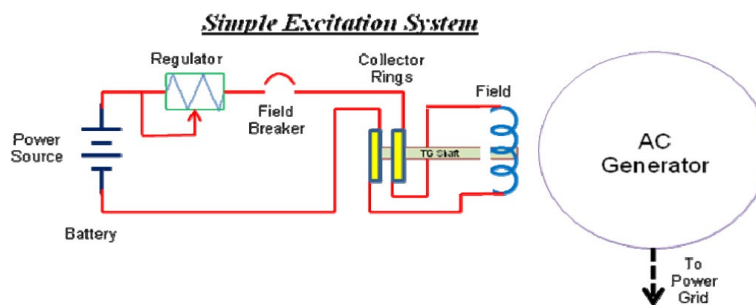 Simple Excitation System
Regulator
Collector
Rings
Field
Field
Breaker
Power
Source
TG Shaft
AC
Generator
Battery
To
Power
Grid